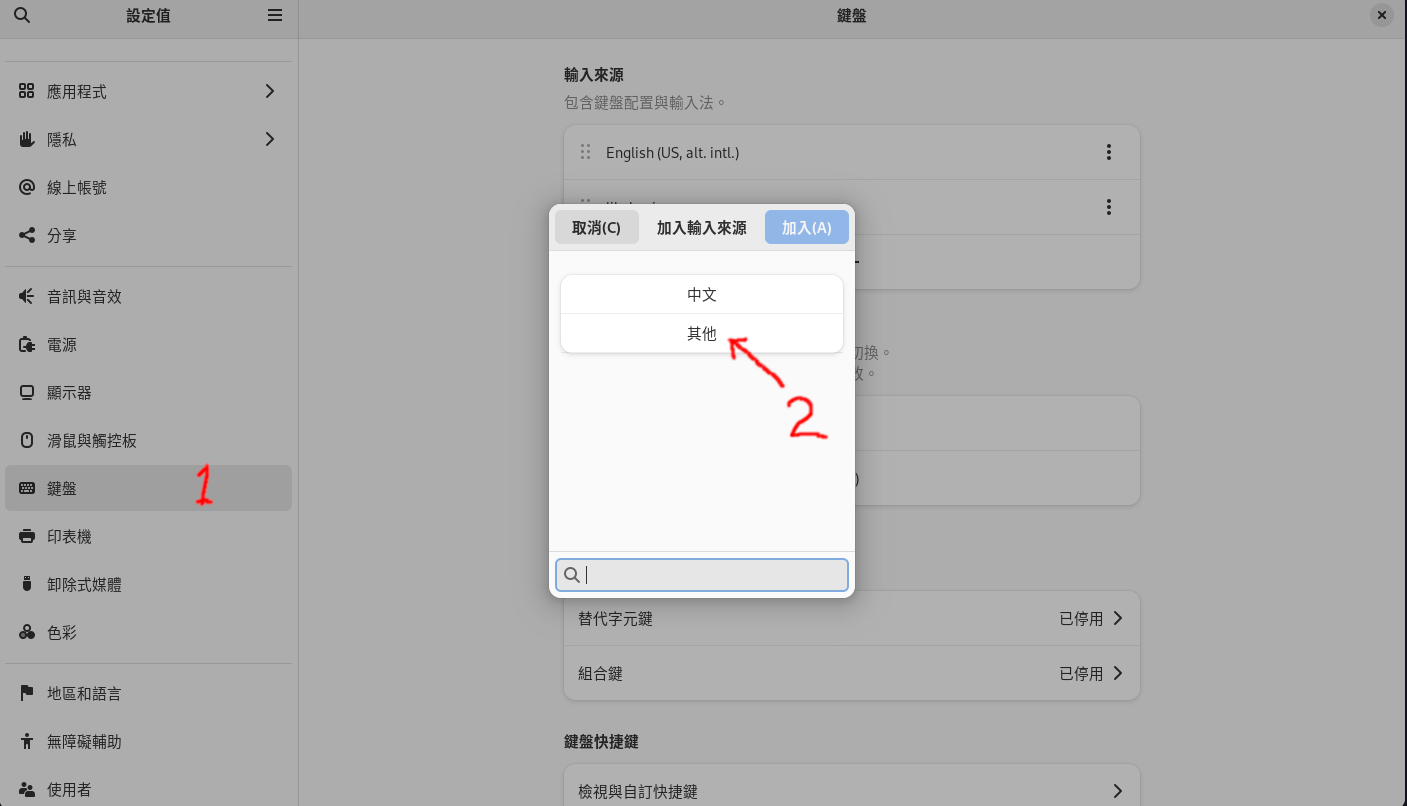 設定值
鍵盤
應用程式
隱私
線上帳號
分享
音訊與音效
電源
顯示器
滑鼠與觸控板
鍵盤
1
印表機
卸除式媒體
色彩
地區和語言
無障礙輔助
使用者
輸入來源
包含鍵盤配置與輸入法。
English (US, alt. intl.)
取消(C)
加入輸入來源
加入(A)
中文
其他
2
切換。
效。
)
替代字元鍵
已停用
組合鍵
已停用
鍵盤快捷鍵
檢視與自訂快捷鍵